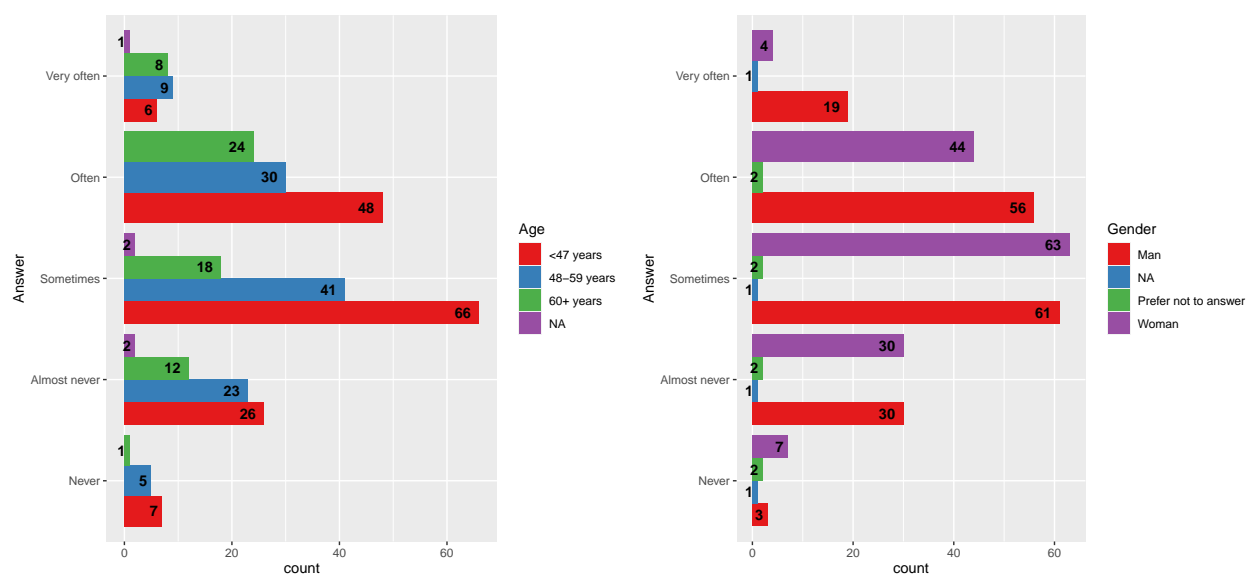 Answer
Very often
1
8
9
6
Often
24
30
48
Sometimes
2
18
41
66
Almost never
2
12
23
26
Never
1
5
7
0 20 40 60
count
Age
<47 years
48–59 years
60+ years
NA
Answer
Very often
4
1
19
Often
44
2
56
Sometimes
63
2
1
61
Almost never
30
2
1
30
Never
7
2
1
3
0 20 40 60
count
Gender
Man
NA
Prefer not to answer
Woman